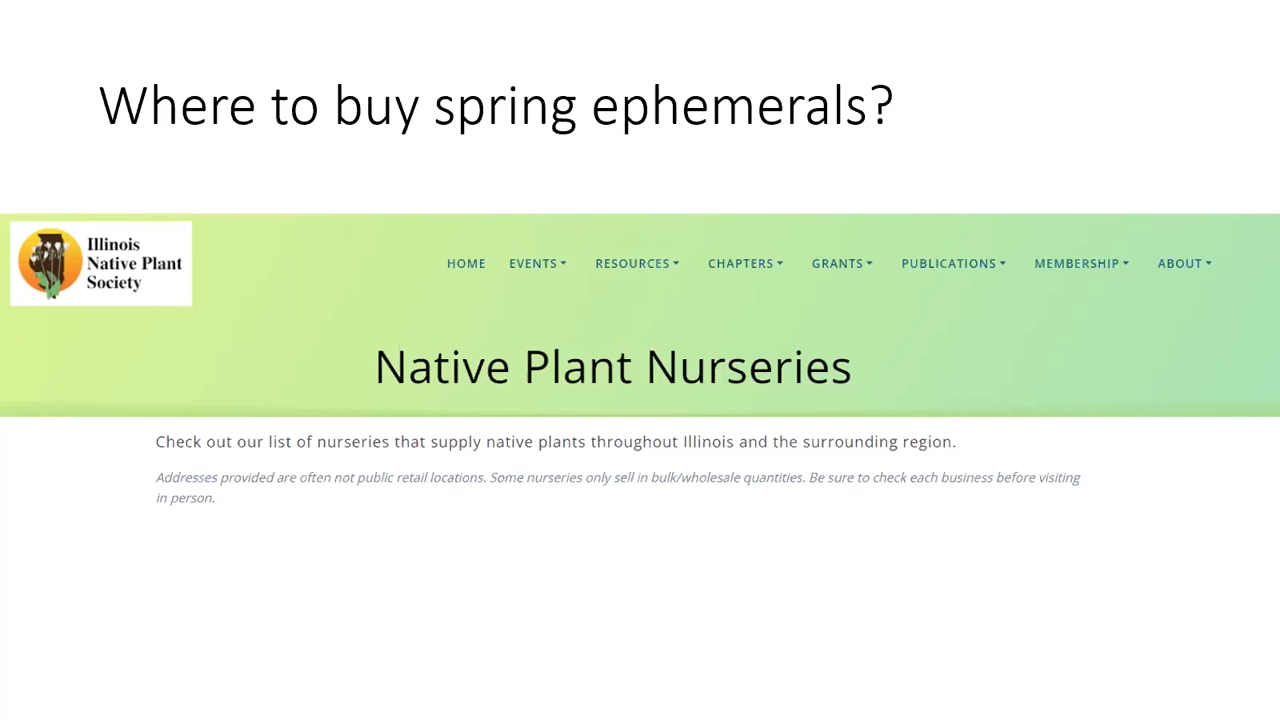 Where to buy spring ephemerals?
Illinois
Native Plant
Society
HOME EVENTS RESOURCES CHAPTERS GRANTS PUBLICATIONS MEMBERSHIP ABOUT
Native Plant Nurseries
Check out our list of nurseries that supply native plants throughout Illinois and the surrounding region.
Addresses provided are often not public retail locations. Some nurseries only sell in bulk/wholesale quantities. Be sure to check each business before visiting
in person.